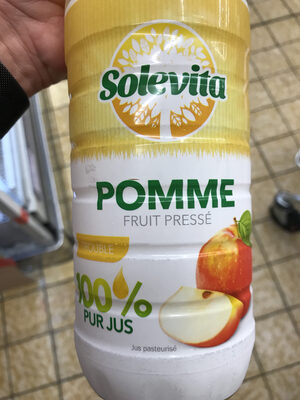 Solevita
POMME
FRUIT PRESSÉ
100%
PUR JUS
Jus pasteurisé